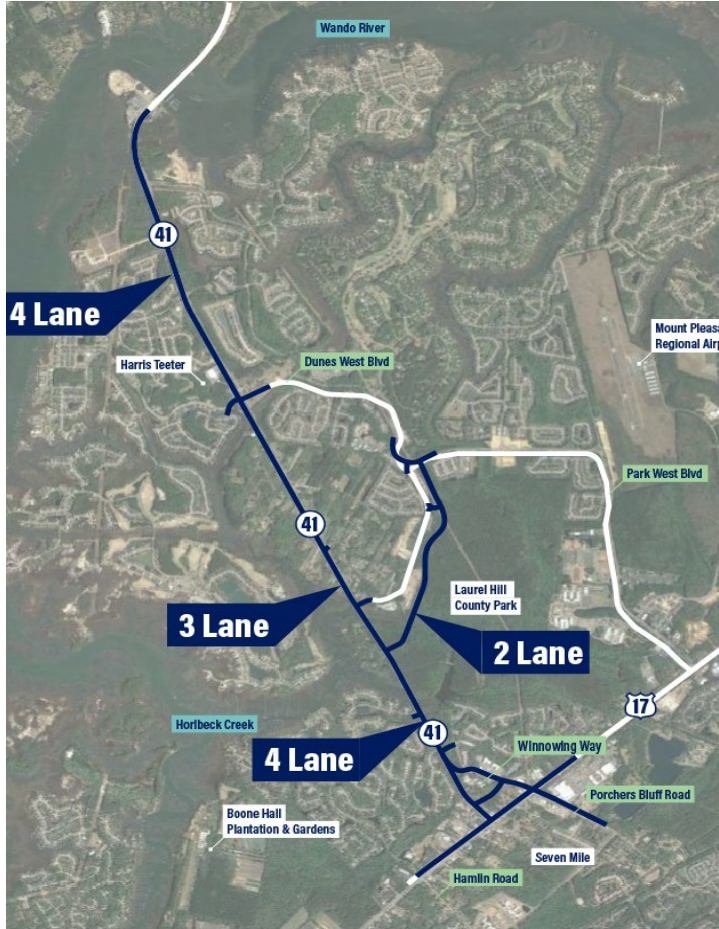 Wando River
41
4 Lane
Mount Pleasa
Regional Airp
Harris Teeter
Dunes West Blvd
Park West Blvd
41
Laurel Hill
County Park
3 Lane
2 Lane
17
Horlbeck Creek
41
4 Lane
Winnowing Way
Porchers Bluff Road
Boone Hall
Plantation & Gardens
Seven Mile
Hamlin Road